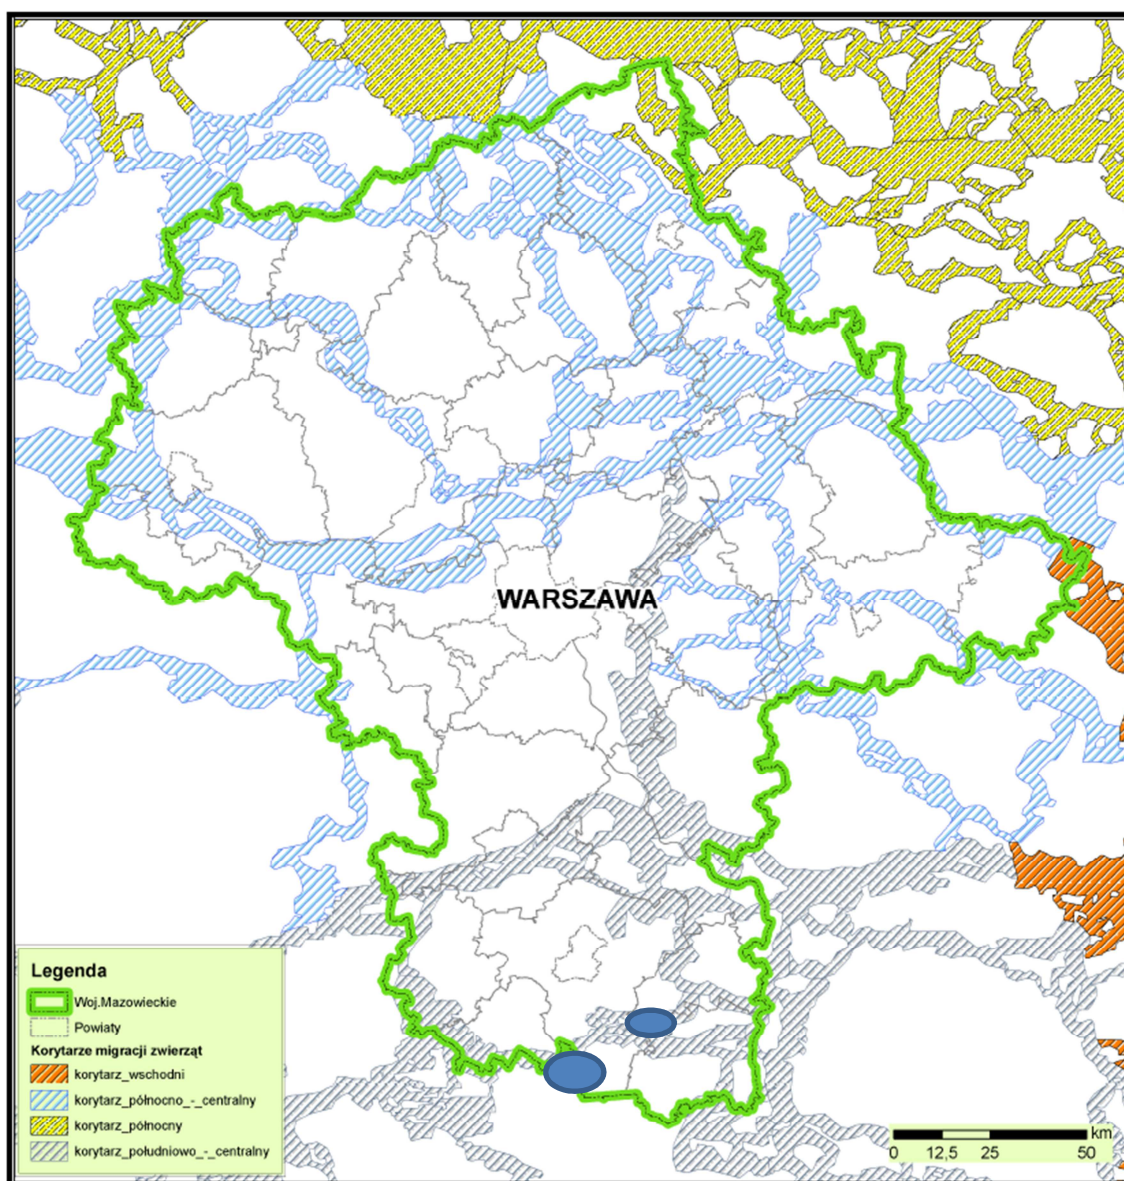 WARSZAWA
Legenda
Woj.Mazowieckie
Powiaty
Korytarze migracji zwierząt
korytarz_wschodni
korytarz_północno_-_centralny
korytarz_północny
korytarz_południowo_-_centralny
km
0 12,5 25 50